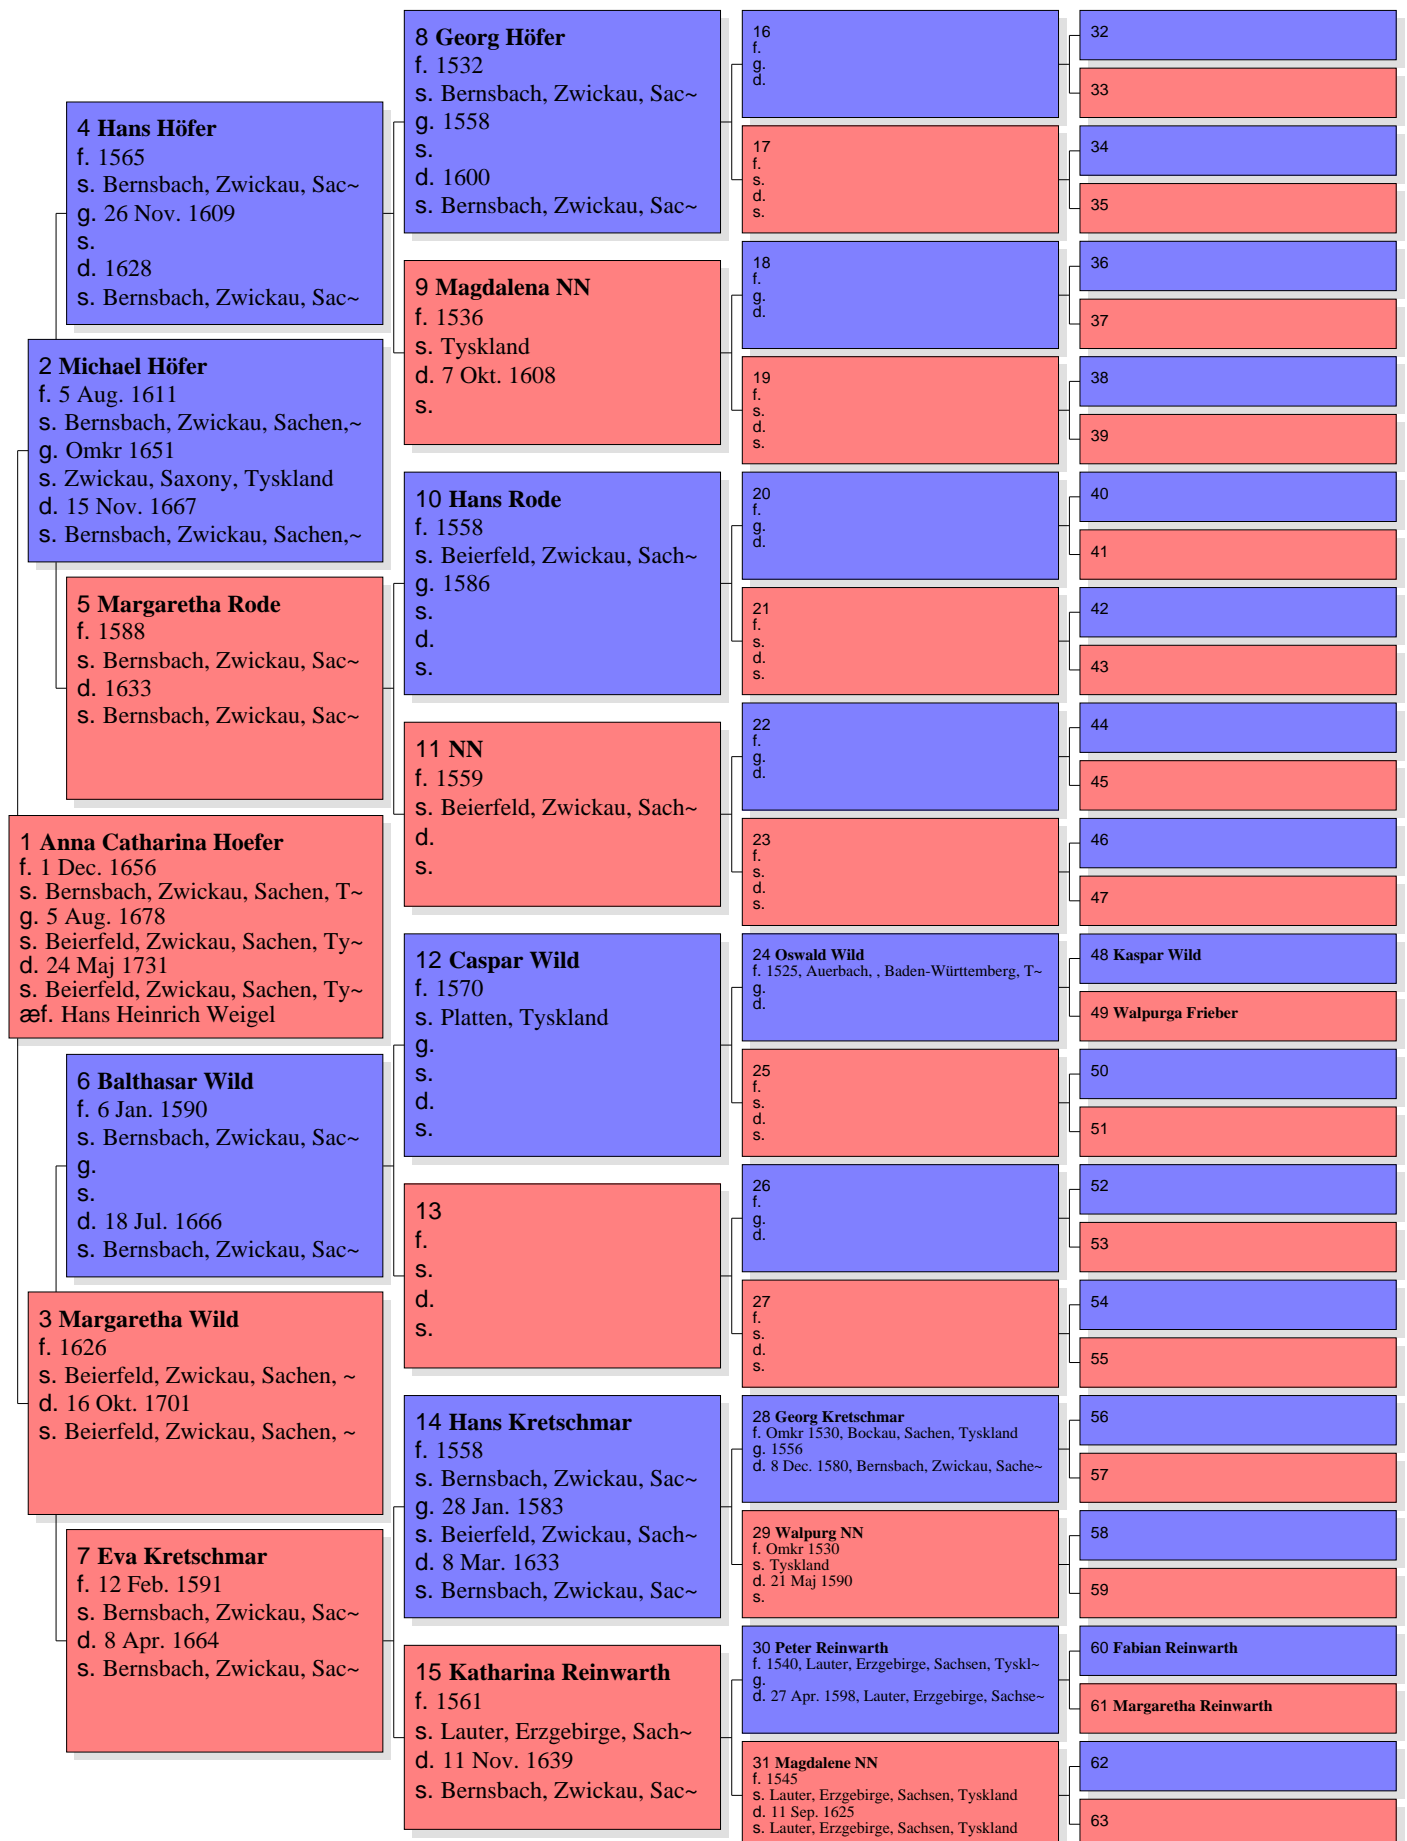 1 Anna Catharina Hoefer
f. 1 Dec. 1656
s. Bernsbach, Zwickau, Sachen, T~
g. 5 Aug. 1678
s. Beierfeld, Zwickau, Sachen, Ty~
d. 24 Maj 1731
s. Beierfeld, Zwickau, Sachen, Ty~
æf. Hans Heinrich Weigel
2 Michael Höfer
f. 5 Aug. 1611
s. Bernsbach, Zwickau, Sachen,~
g. Omkr 1651
s. Zwickau, Saxony, Tyskland
d. 15 Nov. 1667
s. Bernsbach, Zwickau, Sachen,~
3 Margaretha Wild
f. 1626
s. Beierfeld, Zwickau, Sachen, ~
d. 16 Okt. 1701
s. Beierfeld, Zwickau, Sachen, ~
4 Hans Höfer
f. 1565
s. Bernsbach, Zwickau, Sac~
g. 26 Nov. 1609
s.
d. 1628
s. Bernsbach, Zwickau, Sac~
5 Margaretha Rode
f. 1588
s. Bernsbach, Zwickau, Sac~
d. 1633
s. Bernsbach, Zwickau, Sac~
6 Balthasar Wild
f. 6 Jan. 1590
s. Bernsbach, Zwickau, Sac~
g.
s.
d. 18 Jul. 1666
s. Bernsbach, Zwickau, Sac~
7 Eva Kretschmar
f. 12 Feb. 1591
s. Bernsbach, Zwickau, Sac~
d. 8 Apr. 1664
s. Bernsbach, Zwickau, Sac~
8 Georg Höfer
f. 1532
s. Bernsbach, Zwickau, Sac~
g. 1558
s.
d. 1600
s. Bernsbach, Zwickau, Sac~
9 Magdalena NN
f. 1536
s. Tyskland
d. 7 Okt. 1608
s.
10 Hans Rode
f. 1558
s. Beierfeld, Zwickau, Sach~
g. 1586
s.
d.
s.
11 NN
f. 1559
s. Beierfeld, Zwickau, Sach~
d.
s.
12 Caspar Wild
f. 1570
s. Platten, Tyskland
g.
s.
d.
s.
13
f.
s.
d.
s.
14 Hans Kretschmar
f. 1558
s. Bernsbach, Zwickau, Sac~
g. 28 Jan. 1583
s. Beierfeld, Zwickau, Sach~
d. 8 Mar. 1633
s. Bernsbach, Zwickau, Sac~
15 Katharina Reinwarth
f. 1561
s. Lauter, Erzgebirge, Sach~
d. 11 Nov. 1639
s. Bernsbach, Zwickau, Sac~
16
f.
g.
d.
17
f.
s.
d.
s.
18
f.
g.
d.
19
f.
s.
d.
s.
20
f.
g.
d.
21
f.
s.
d.
s.
22
f.
g.
d.
23
f.
s.
d.
s.
24 Oswald Wild
f. 1525, Auerbach, , Baden-Württemberg, T~
g.
d.
25
f.
s.
d.
s.
26
f.
g.
d.
27
f.
s.
d.
s.
28 Georg Kretschmar
f. Omkr 1530, Bockau, Sachen, Tyskland
g. 1556
d. 8 Dec. 1580, Bernsbach, Zwickau, Sache~
29 Walpurg NN
f. Omkr 1530
s. Tyskland
d. 21 Maj 1590
s.
30 Peter Reinwarth
f. 1540, Lauter, Erzgebirge, Sachsen, Tyskl~
g.
d. 27 Apr. 1598, Lauter, Erzgebirge, Sachse~
31 Magdalene NN
f. 1545
s. Lauter, Erzgebirge, Sachsen, Tyskland
d. 11 Sep. 1625
s. Lauter, Erzgebirge, Sachsen, Tyskland
32
33
34
35
36
37
38
39
40
41
42
43
44
45
46
47
48 Kaspar Wild
49 Walpurga Frieber
50
51
52
53
54
55
56
57
58
59
60 Fabian Reinwarth
61 Margaretha Reinwarth
62
63